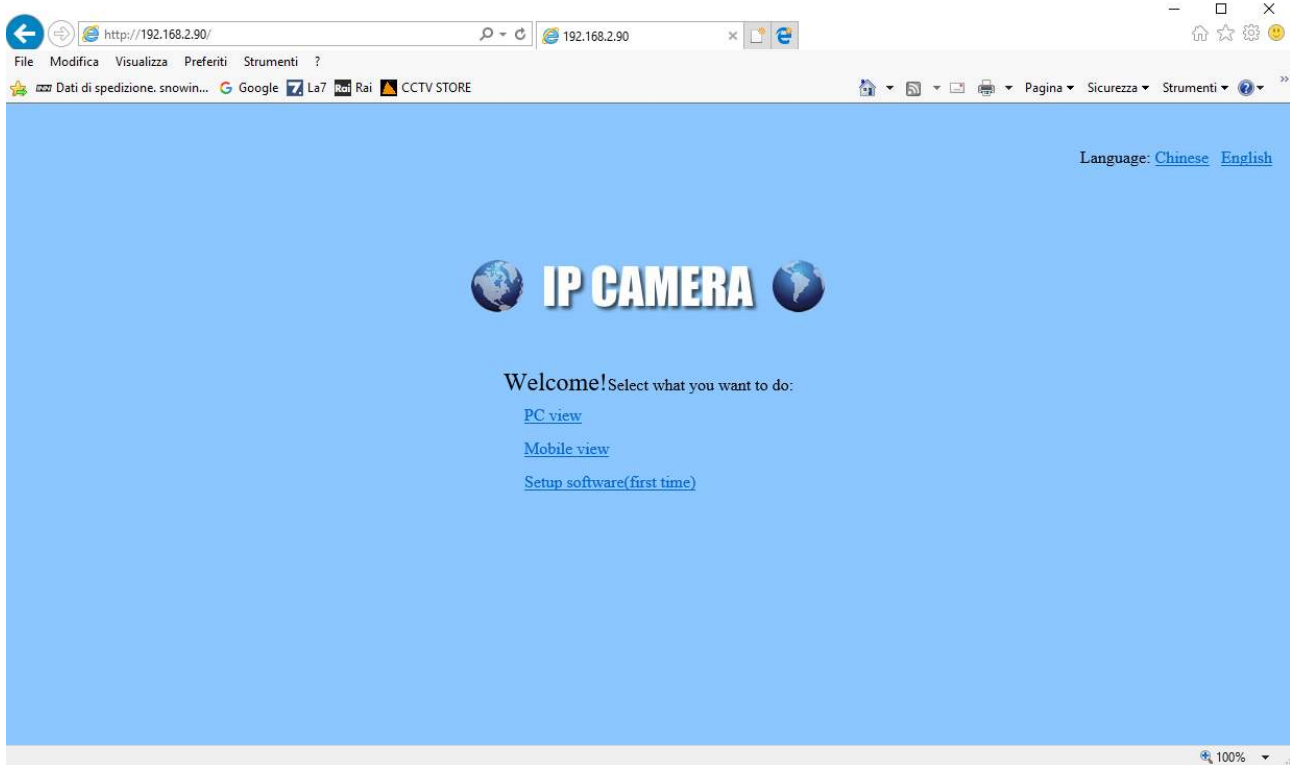 http://192.168.2.90/
192.168.2.90
File Modifica Visualizza Preferiti Strumenti ?
Dati di spedizione. snowin... G Google 7 La7 Rai Rai CCTV STORE
Pagina Sicurezza Strumenti
Language: Chinese English
IP CAMERA
Welcome!Select what you want to do:
PC view
Mobile view
Setup software(first time)
100%